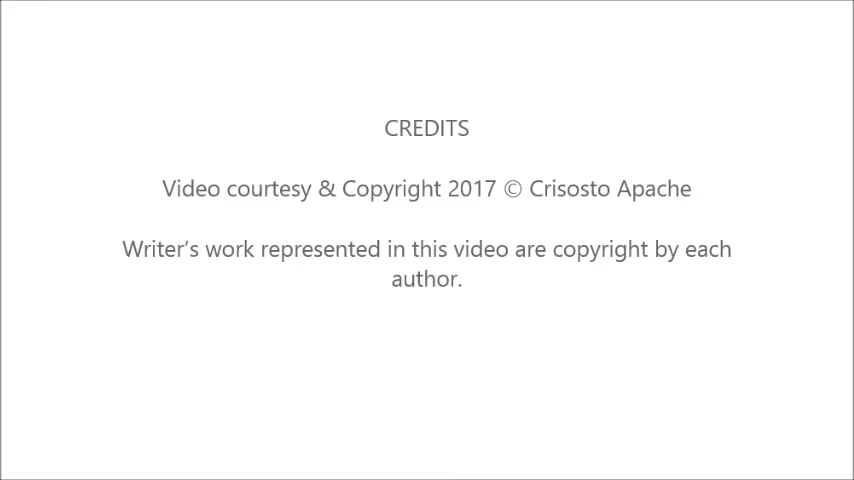 CREDITS
Video courtesy & Copyright 2017 © Crisosto Apache
Writer’s work represented in this video are copyright by each
author.